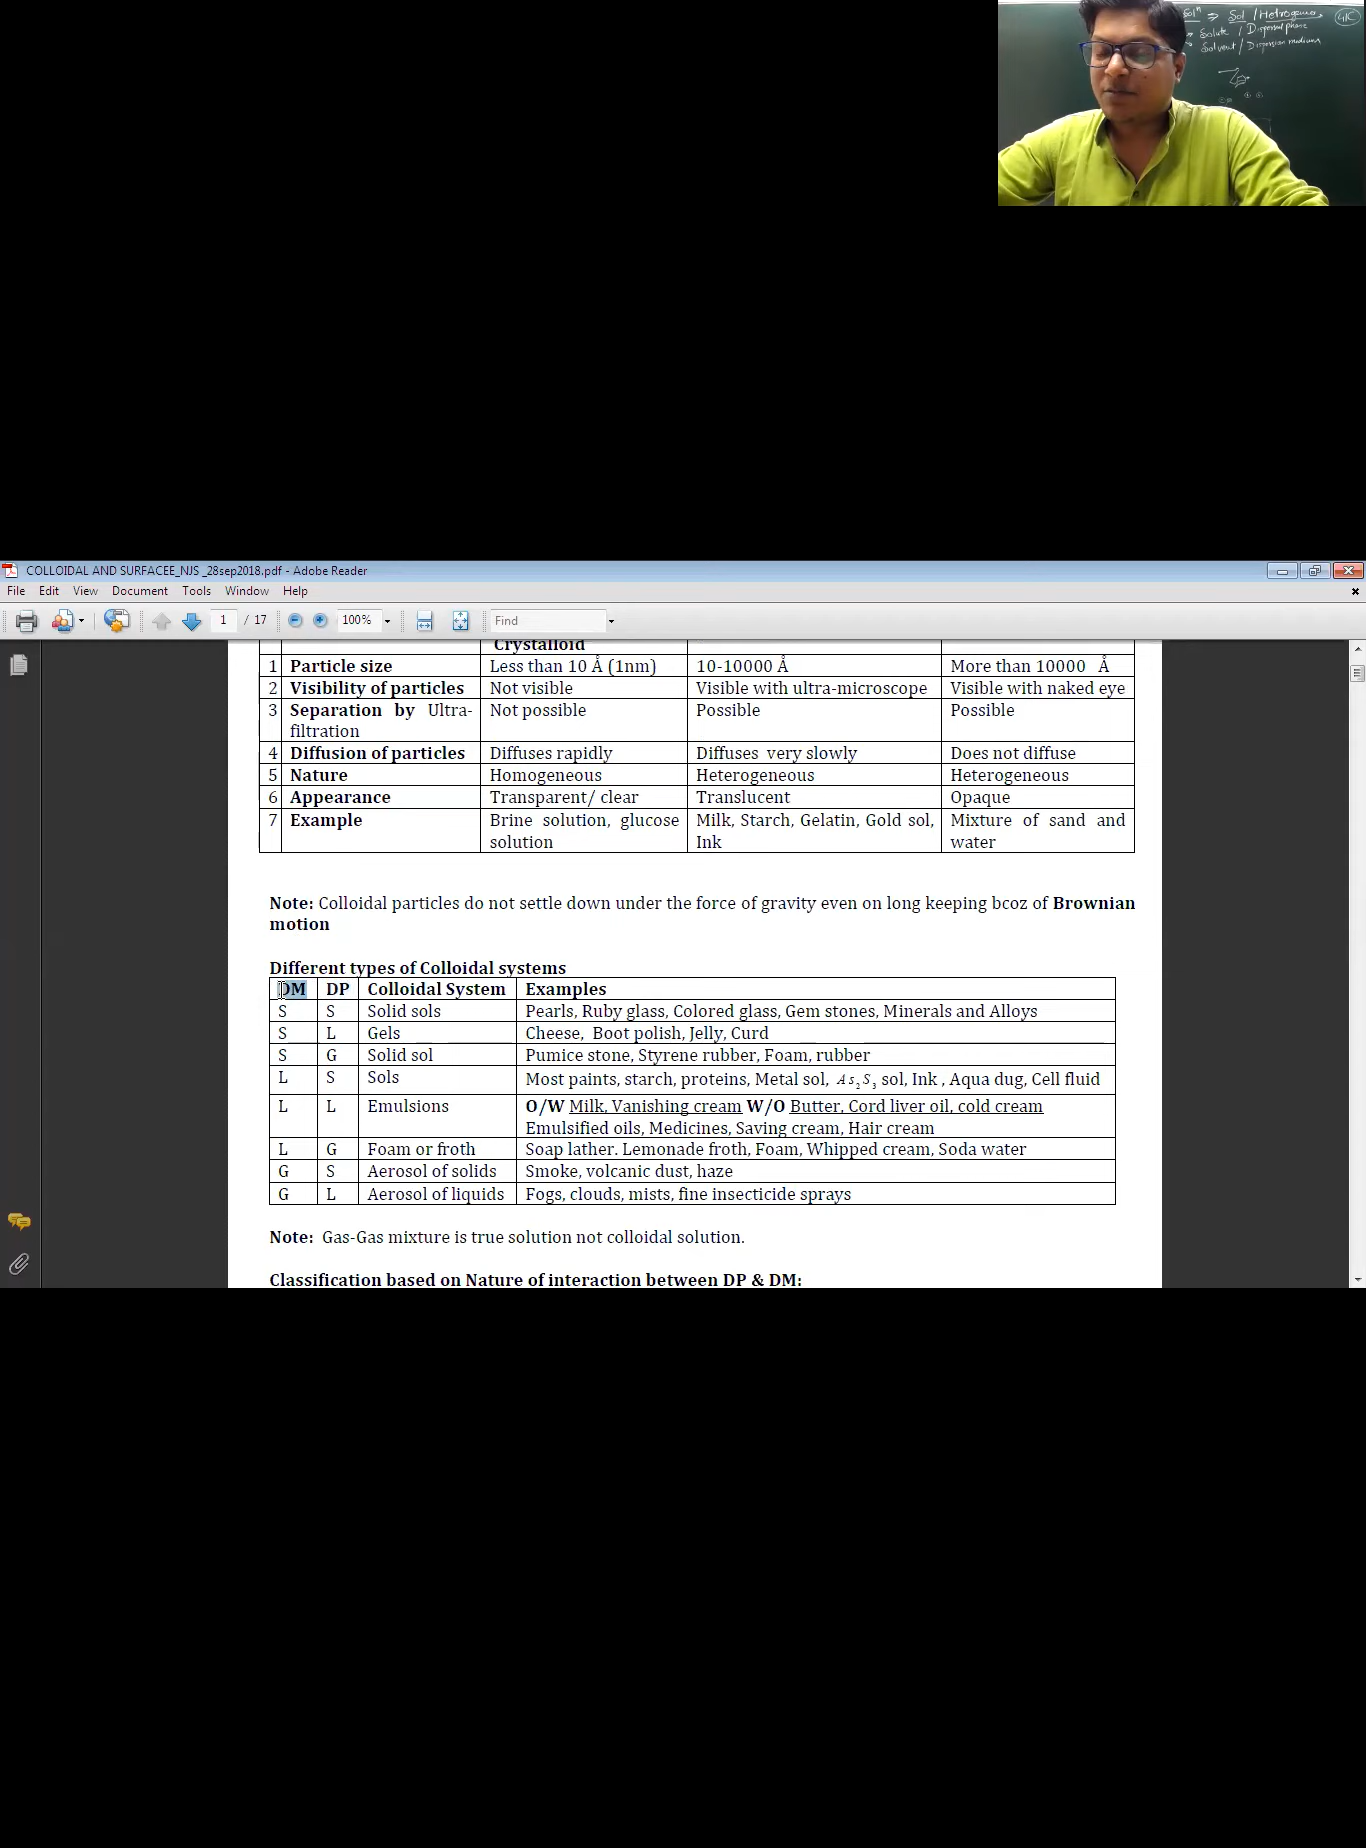 Solⁿ ⇒ Sol / Hetrogeno
Solute / Dispersed phase
Solvent / Dispersion medium
COLLOIDAL AND SURFACEE_NJS _28sep2018.pdf - Adobe Reader
File Edit View Document Tools Window Help
1 / 17 100% Find
Crystalloid
1 Particle size Less than 10 Å (1nm) 10-10000 Å More than 10000 Å
2 Visibility of particles Not visible Visible with ultra-microscope Visible with naked eye
3 Separation by Ultra- Not possible Possible Possible
filtration
4 Diffusion of particles Diffuses rapidly Diffuses very slowly Does not diffuse
5 Nature Homogeneous Heterogeneous Heterogeneous
6 Appearance Transparent/ clear Translucent Opaque
7 Example Brine solution, glucose Milk, Starch, Gelatin, Gold sol, Mixture of sand and
solution Ink water
Note: Colloidal particles do not settle down under the force of gravity even on long keeping bcoz of Brownian
motion
Different types of Colloidal systems
DM DP Colloidal System Examples
S S Solid sols Pearls, Ruby glass, Colored glass, Gem stones, Minerals and Alloys
S L Gels Cheese, Boot polish, Jelly, Curd
S G Solid sol Pumice stone, Styrene rubber, Foam, rubber
L S Sols Most paints, starch, proteins, Metal sol, As₂S₃ sol, Ink , Aqua dug, Cell fluid
L L Emulsions O/W Milk, Vanishing cream W/O Butter, Cord liver oil, cold cream
Emulsified oils, Medicines, Saving cream, Hair cream
L G Foam or froth Soap lather. Lemonade froth, Foam, Whipped cream, Soda water
G S Aerosol of solids Smoke, volcanic dust, haze
G L Aerosol of liquids Fogs, clouds, mists, fine insecticide sprays
Note: Gas-Gas mixture is true solution not colloidal solution.
Classification based on Nature of interaction between DP & DM: